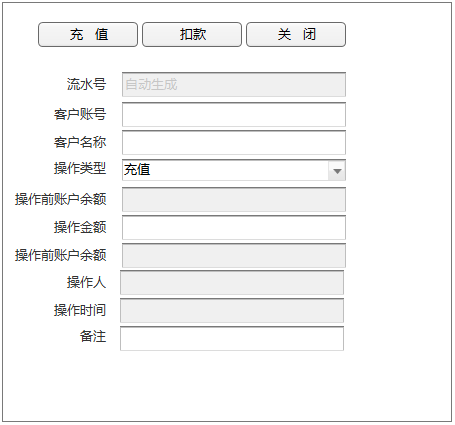 充 值 扣款 关 闭
流水号 自动生成
客户账号
客户名称
操作类型 充值
操作前账户余额
操作金额
操作前账户余额
操作人
操作时间
备注